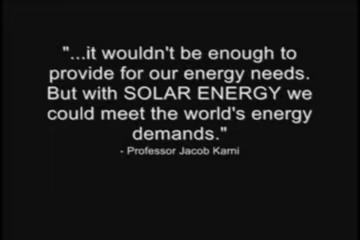 "...it wouldn't be enough to
provide for our energy needs.
But with SOLAR ENERGY we
could meet the world's energy
demands."
- Professor Jacob Karni